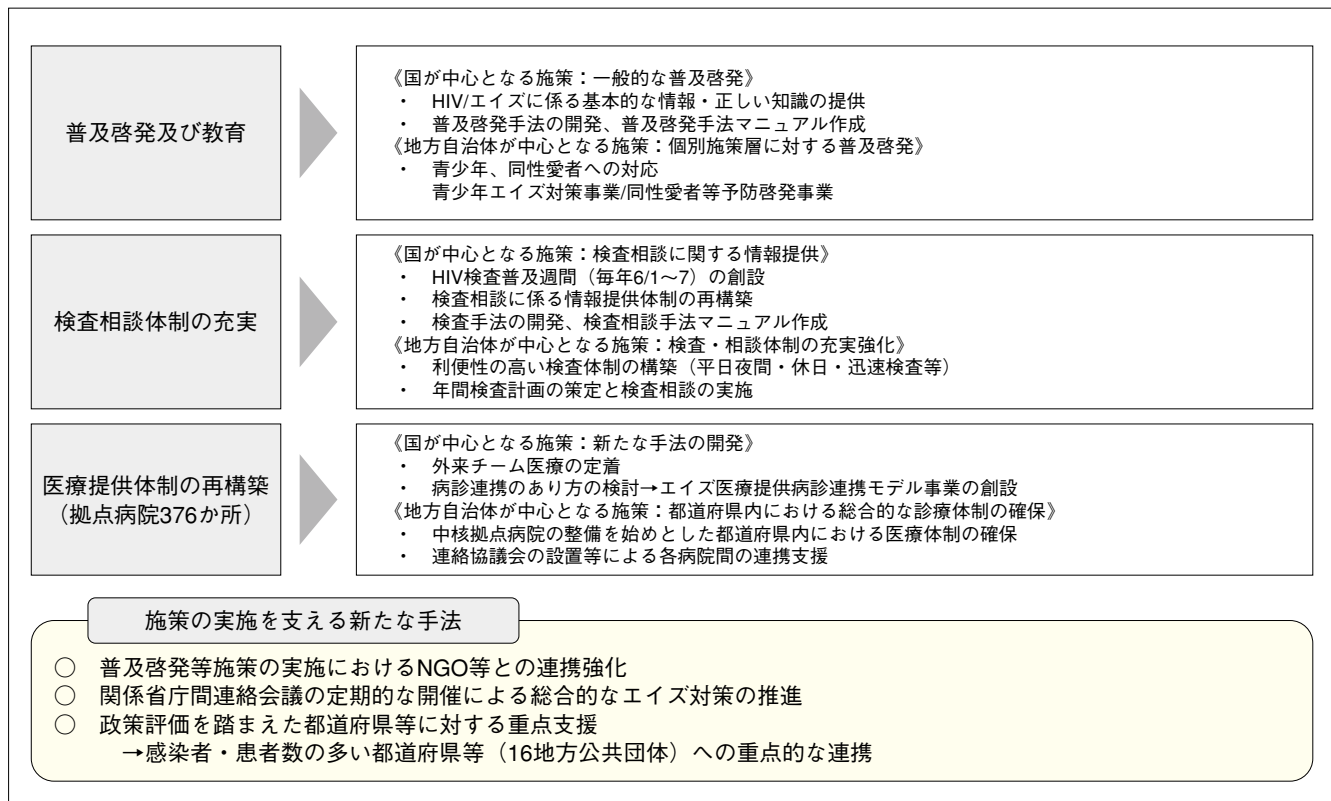 普及啓発及び教育
《国が中心となる施策：一般的な普及啓発》
・ HIV/エイズに係る基本的な情報・正しい知識の提供
・ 普及啓発手法の開発、普及啓発手法マニュアル作成
《地方自治体が中心となる施策：個別施策層に対する普及啓発》
・ 青少年、同性愛者への対応
青少年エイズ対策事業/同性愛者等予防啓発事業
検査相談体制の充実
《国が中心となる施策：検査相談に関する情報提供》
・ HIV検査普及週間（毎年6/1～7）の創設
・ 検査相談に係る情報提供体制の再構築
・ 検査手法の開発、検査相談手法マニュアル作成
《地方自治体が中心となる施策：検査・相談体制の充実強化》
・ 利便性の高い検査体制の構築（平日夜間・休日・迅速検査等）
・ 年間検査計画の策定と検査相談の実施
医療提供体制の再構築
（拠点病院376か所）
《国が中心となる施策：新たな手法の開発》
・ 外来チーム医療の定着
・ 病診連携のあり方の検討→エイズ医療提供病診連携モデル事業の創設
《地方自治体が中心となる施策：都道府県内における総合的な診療体制の確保》
・ 中核拠点病院の整備を始めとした都道府県内における医療体制の確保
・ 連絡協議会の設置等による各病院間の連携支援
施策の実施を支える新たな手法
○ 普及啓発等施策の実施におけるNGO等との連携強化
○ 関係省庁間連絡会議の定期的な開催による総合的なエイズ対策の推進
○ 政策評価を踏まえた都道府県等に対する重点支援
→感染者・患者数の多い都道府県等（16地方公共団体）への重点的な連携